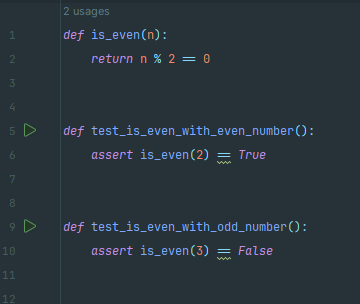 2 usages
1 def is_even(n):
2     return n % 2 == 0
3
4
5 def test_is_even_with_even_number():
6     assert is_even(2) == True
7
8
9 def test_is_even_with_odd_number():
10     assert is_even(3) == False
11
12